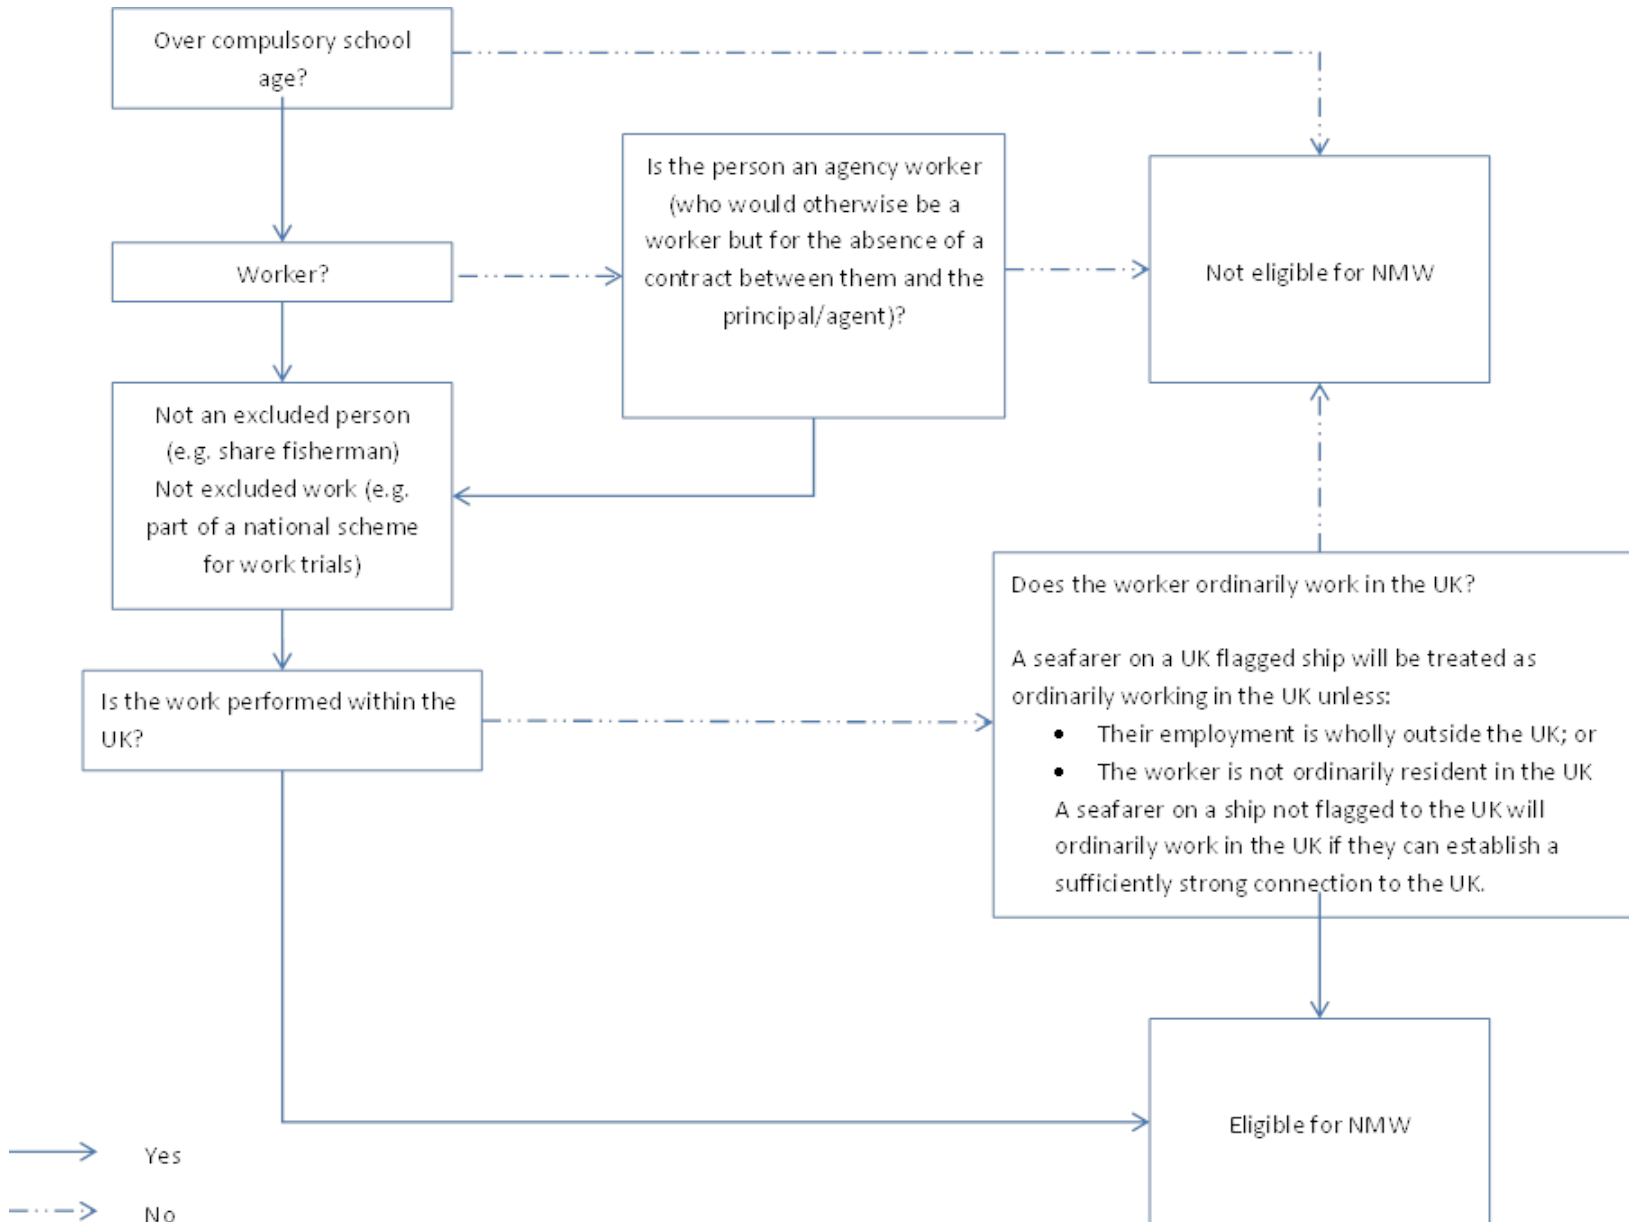 Over compulsory school
age?
Is the person an agency worker
(who would otherwise be a
worker but for the absence of a
contract between them and the
principal/agent)?
Worker?
Not eligible for NMW
Not an excluded person
(e.g. share fisherman)
Not excluded work (e.g.
part of a national scheme
for work trials)
Is the work performed within the
UK?
Does the worker ordinarily work in the UK?
A seafarer on a UK flagged ship will be treated as
ordinarily working in the UK unless:
• Their employment is wholly outside the UK; or
• The worker is not ordinarily resident in the UK
A seafarer on a ship not flagged to the UK will
ordinarily work in the UK if they can establish a
sufficiently strong connection to the UK.
Eligible for NMW
Yes
No